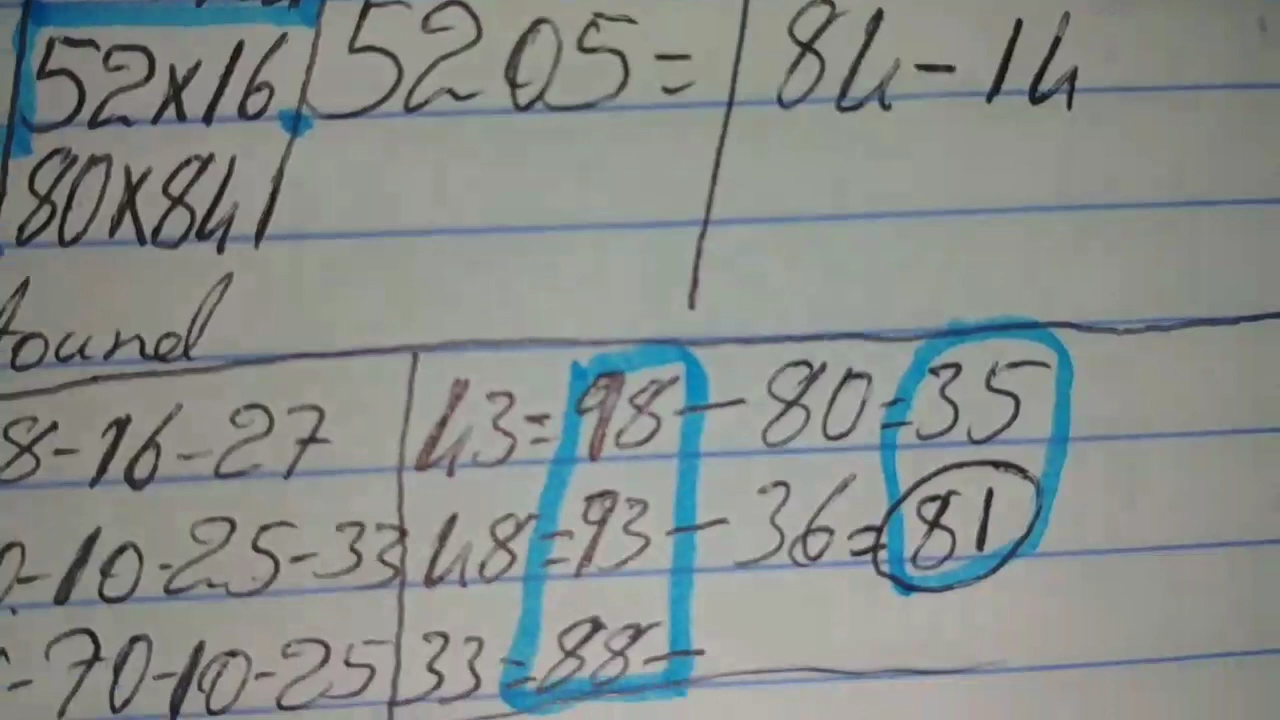 52x16 | 5205= | 84-14
80x84 |
8-16-27 | 43=98-80=35
-10-25-33 | 48=93-36=81
-70-10-25 | 33=88-